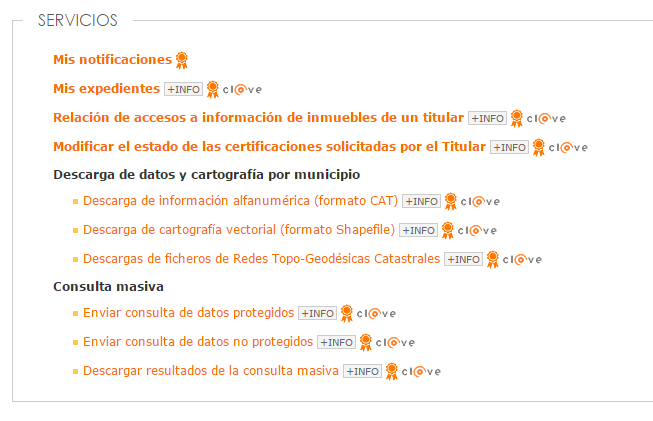 SERVICIOS
Mis notificaciones
Mis expedientes +INFO cl@ve
Relación de accesos a información de inmuebles de un titular +INFO cl@ve
Modificar el estado de las certificaciones solicitadas por el Titular +INFO cl@ve
Descarga de datos y cartografía por municipio
Descarga de información alfanumérica (formato CAT) +INFO cl@ve
Descarga de cartografía vectorial (formato Shapefile) +INFO cl@ve
Descargas de ficheros de Redes Topo-Geodésicas Catastrales +INFO cl@ve
Consulta masiva
Enviar consulta de datos protegidos +INFO cl@ve
Enviar consulta de datos no protegidos +INFO cl@ve
Descargar resultados de la consulta masiva +INFO cl@ve